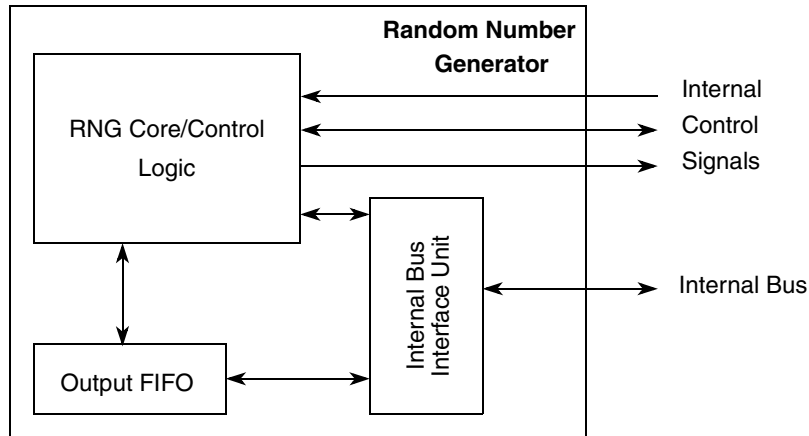 Random Number
Generator
RNG Core/Control
Logic
Internal
Control
Signals
Internal Bus
Interface Unit
Internal Bus
Output FIFO